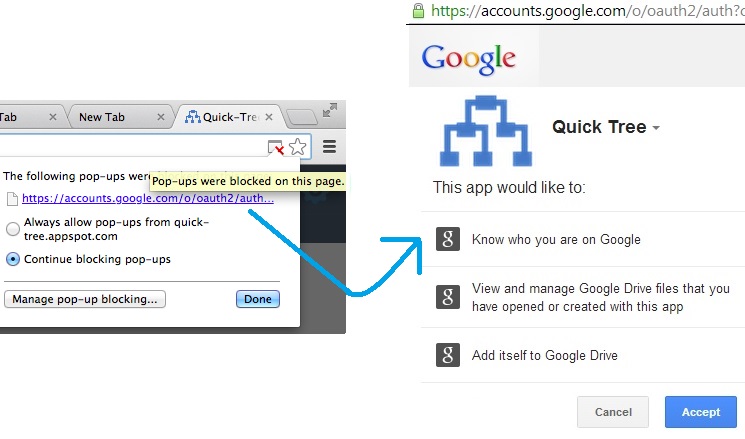 Tab
New Tab
Quick-Tre
The following pop-ups were
Pop-ups were blocked on this page.
https://accounts.google.com/o/oauth2/auth...
Always allow pop-ups from quick-
tree.appspot.com
Continue blocking pop-ups
Manage pop-up blocking...
Done
https://accounts.google.com/o/oauth2/auth?c
Google
Quick Tree
This app would like to:
g
Know who you are on Google
g
View and manage Google Drive files that you
have opened or created with this app
g
Add itself to Google Drive
Cancel
Accept